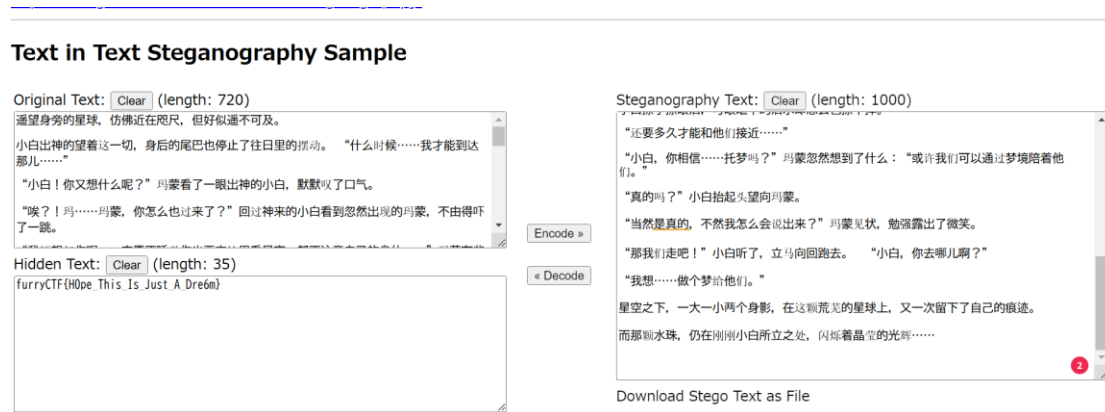 Text in Text Steganography Sample
Original Text: Clear (length: 720)
遥望身旁的星球，仿佛近在咫尺，但好似遥不可及。
小白出神的望着这一切，身后的尾巴也停止了往日里的摆动。 “什么时候……我才能到达
那儿……”
“小白！你又想什么呢？”玛蒙看了一眼出神的小白，默默叹了口气。
“唉？！玛……玛蒙，你怎么也过来了？”回过神来的小白看到忽然出现的玛蒙，不由得吓
了一跳。
Hidden Text: Clear (length: 35)
furryCTF{H0pe_This_Is_Just_A_Dre6m}
Encode »
« Decode
Steganography Text: Clear (length: 1000)
“还要多久才能和他们接近……”
“小白，你相信……托梦吗？”玛蒙忽然想到了什么：“或许我们可以通过梦境陪着他
们。”
“真的吗？”小白抬起头望向玛蒙。
“当然是真的，不然我怎么会说出来？”玛蒙见状，勉强露出了微笑。
“那我们走吧！”小白听了，立马向回跑去。 “小白，你去哪儿啊？”
“我想……做个梦给他们。”
星空之下，一大一小两个身影，在这颗荒芜的星球上，又一次留下了自己的痕迹。
而那颗水珠，仍在刚刚小白所立之处，闪烁着晶莹的光辉……
2
Download Stego Text as File